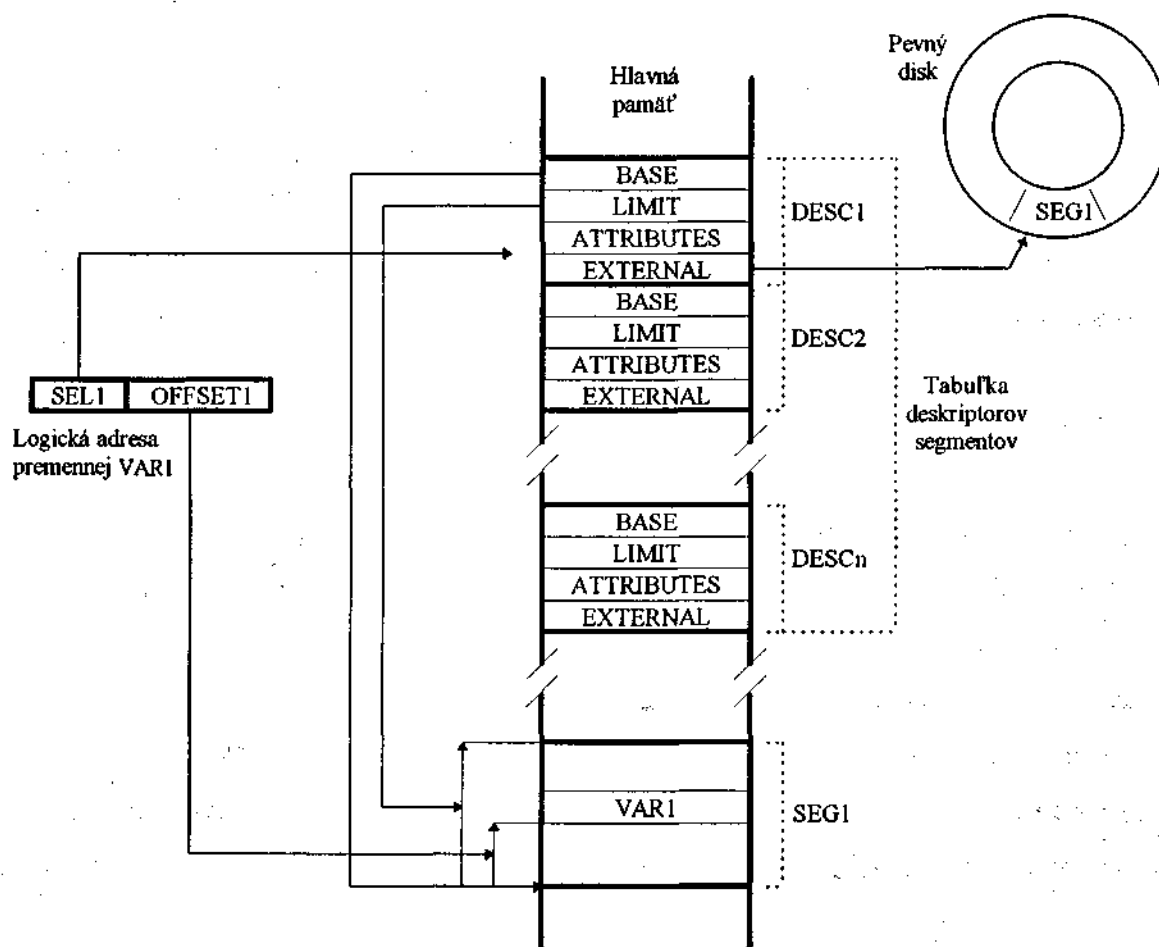 Pevný
disk
Hlavná
pamäť
BASE
LIMIT
ATTRIBUTES
EXTERNAL
DESC1
SEG1
BASE
LIMIT
ATTRIBUTES
EXTERNAL
DESC2
SEL1 OFFSET1
Logická adresa
premennej VAR1
Tabuľka
deskriptorov
segmentov
BASE
LIMIT
ATTRIBUTES
EXTERNAL
DESCn
VAR1
SEG1